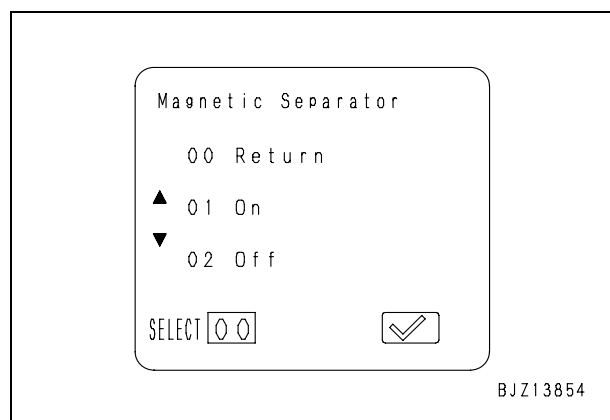 Magnetic Separator
00 Return
01 On
02 Off
SELECT 00
BJZ13854